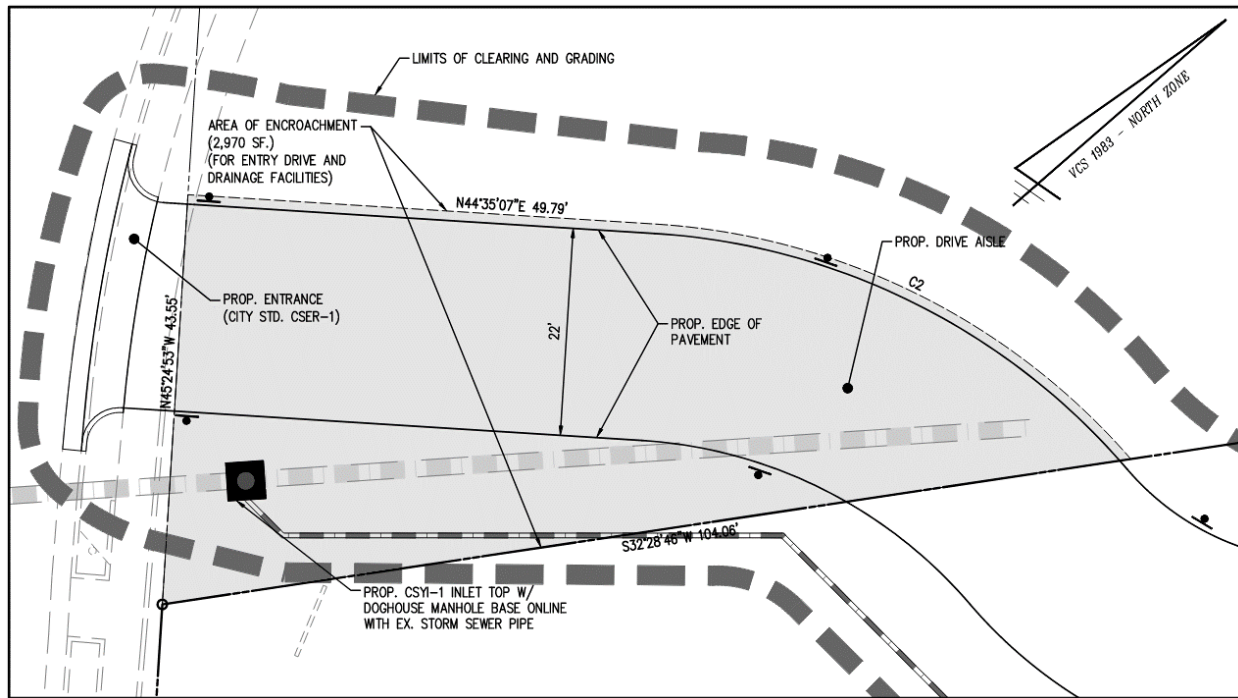 LIMITS OF CLEARING AND GRADING
AREA OF ENCROACHMENT
(2,970 SF.)
(FOR ENTRY DRIVE AND
DRAINAGE FACILITIES)
VCS 1983 - NORTH ZONE
N44°35'07"E 49.79'
PROP. DRIVE AISLE
C2
PROP. ENTRANCE
(CITY STD. CSER-1)
N45°24'53"W 43.55'
22'
PROP. EDGE OF
PAVEMENT
S32°28'46"W 104.06'
PROP. CSYI-1 INLET TOP W/
DOGHOUSE MANHOLE BASE ONLINE
WITH EX. STORM SEWER PIPE